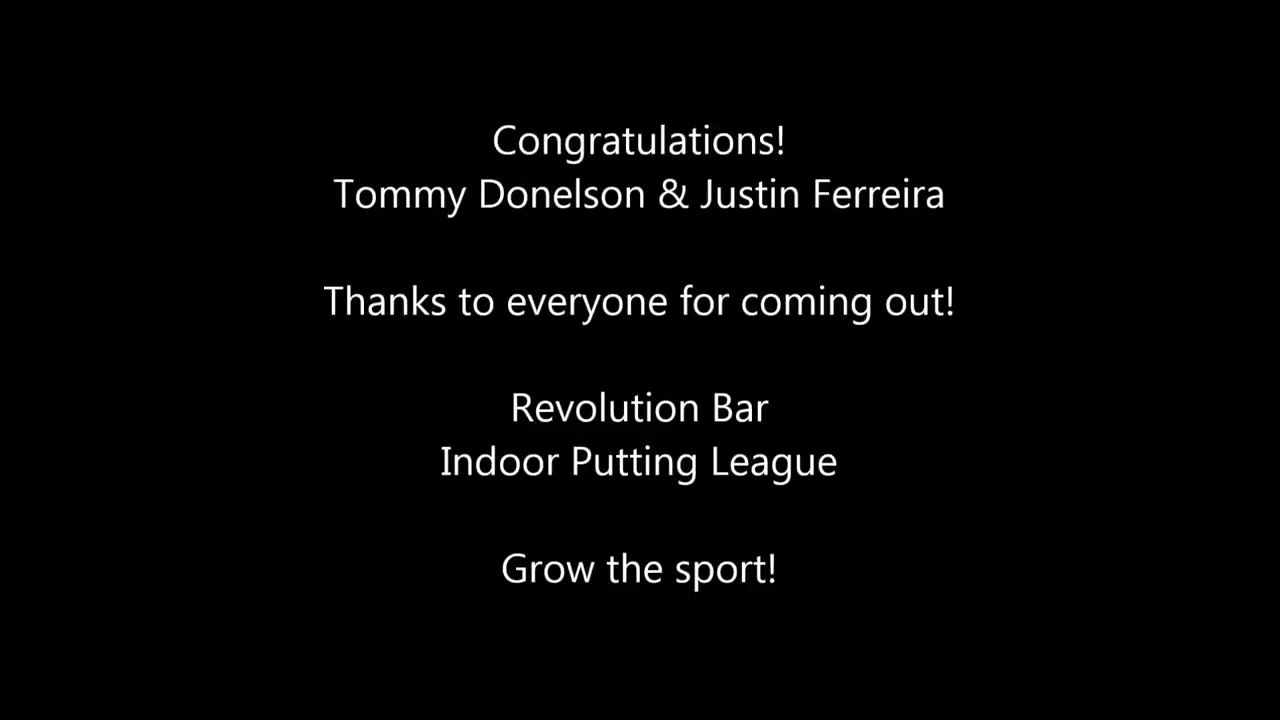 Congratulations!
Tommy Donelson & Justin Ferreira
Thanks to everyone for coming out!
Revolution Bar
Indoor Putting League
Grow the sport!